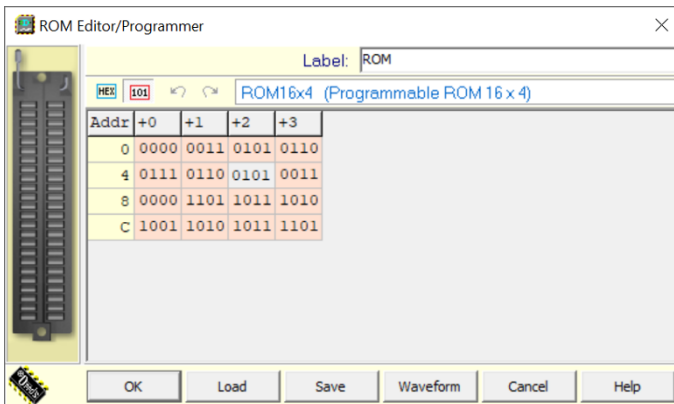 ROM Editor/Programmer
Label: ROM
HEX 101 ROM16x4 (Programmable ROM 16 x 4)
Addr +0 +1 +2 +3
0 0000 0011 0101 0110
4 0111 0110 0101 0011
8 0000 1101 1011 1010
C 1001 1010 1011 1101
Deeds
OK Load Save Waveform Cancel Help